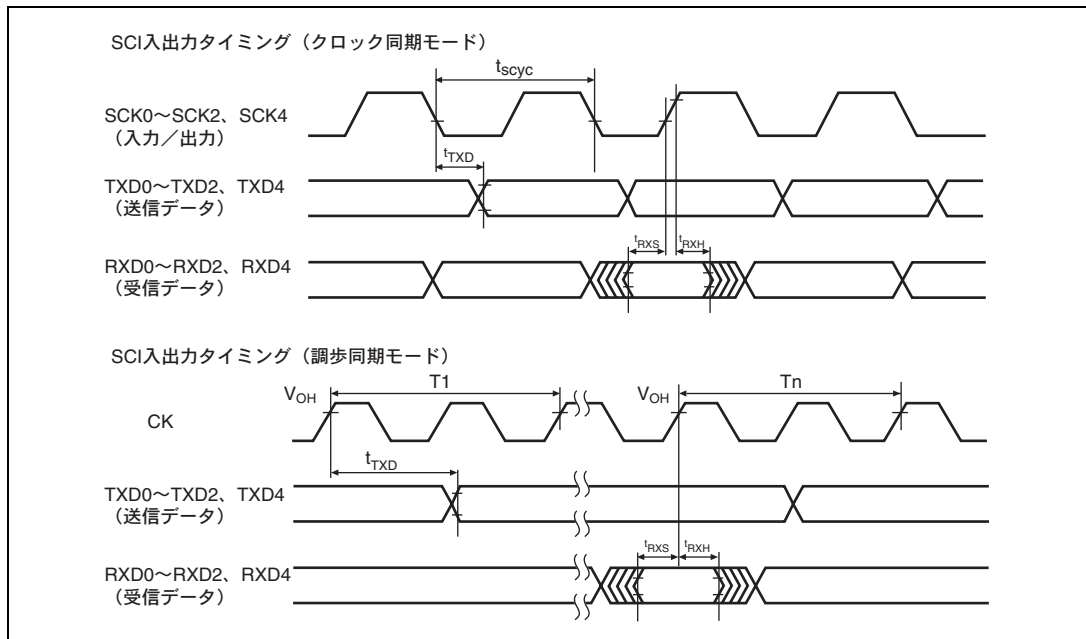 SCI入出力タイミング（クロック同期モード）
tscyc
SCK0～SCK2、SCK4
（入力／出力）
tTXD
TXD0～TXD2、TXD4
（送信データ）
tRXS tRXH
RXD0～RXD2、RXD4
（受信データ）
SCI入出力タイミング（調歩同期モード）
VOH T1 VOH Tn
CK
tTXD
TXD0～TXD2、TXD4
（送信データ）
tRXS tRXH
RXD0～RXD2、RXD4
（受信データ）